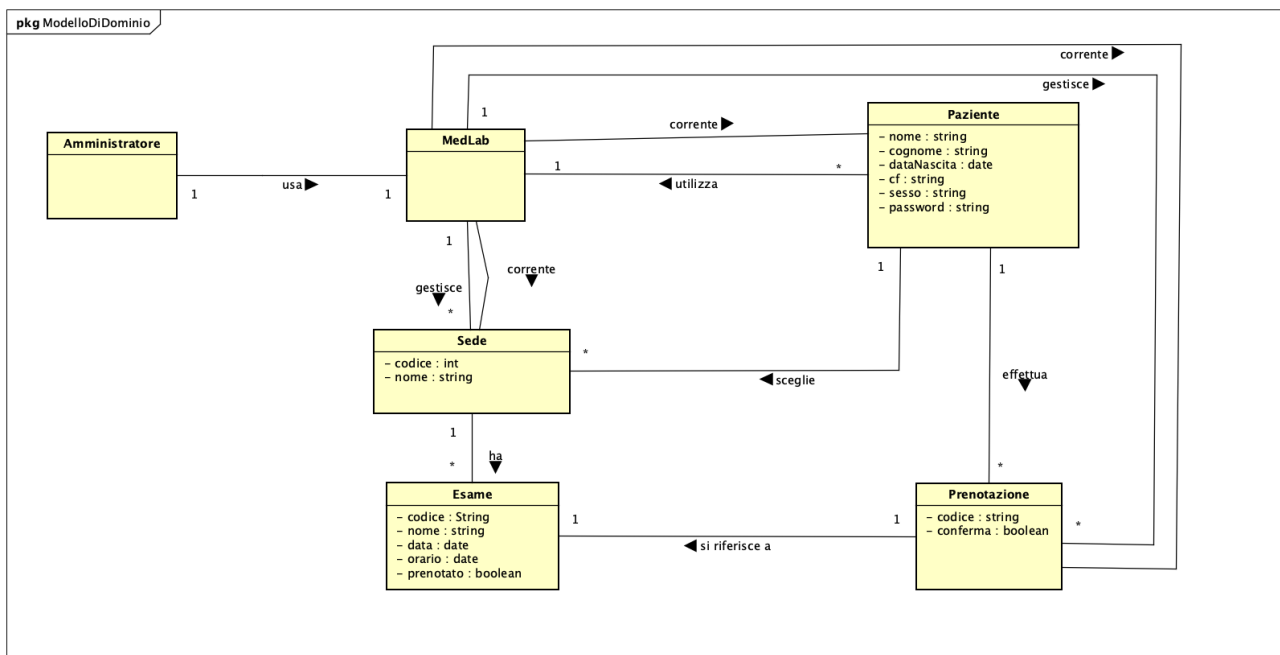 pkg ModelloDiDominio
corrente ▶
gestisce ▶
1
corrente ▶
Amministratore
MedLab
Paziente
- nome : string
- cognome : string
- dataNascita : date
- cf : string
- sesso : string
- password : string
1
usa ▶
1
1
*
◀ utilizza
1
gestisce
▼
*
corrente
▼
1
1
Sede
- codice : int
- nome : string
*
◀ sceglie
effettua
▼
1
*
ha
▼
*
Esame
- codice : String
- nome : string
- data : date
- orario : date
- prenotato : boolean
1
1
◀ si riferisce a
Prenotazione
- codice : string
- conferma : boolean
*